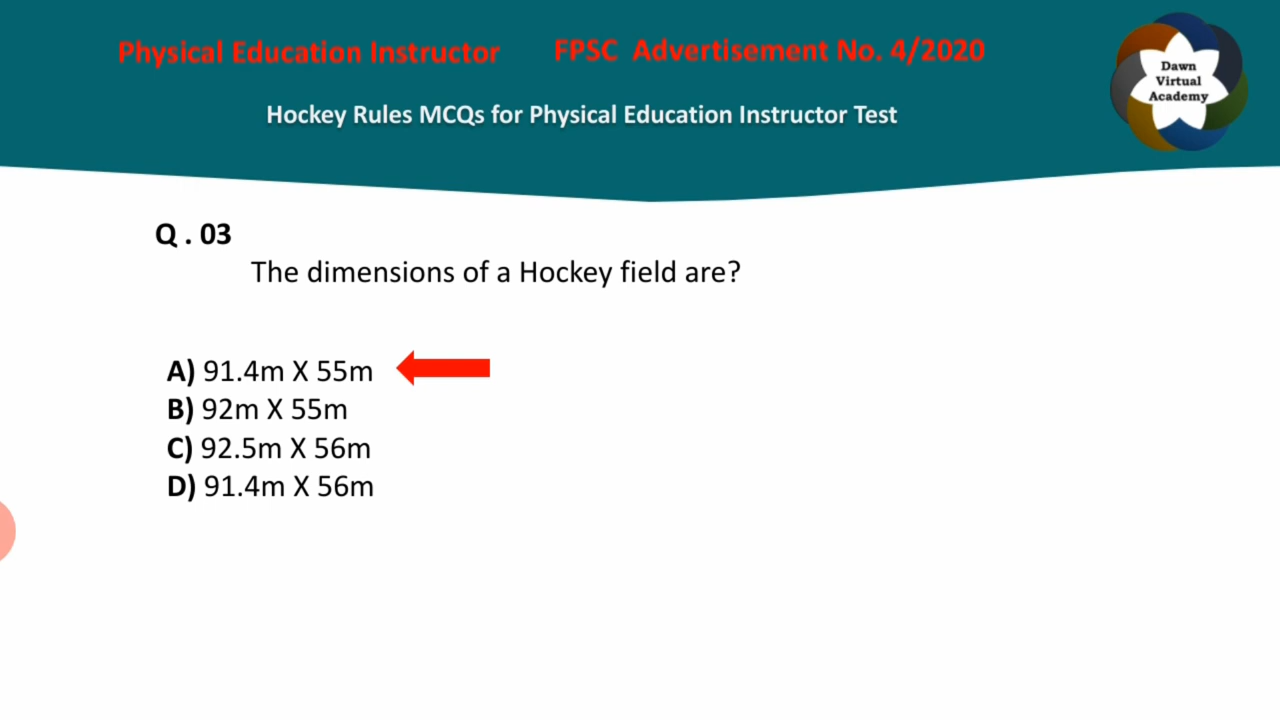 Physical Education Instructor FPSC Advertisement No. 4/2020
Hockey Rules MCQs for Physical Education Instructor Test
Dawn
Virtual
Academy
Q . 03
The dimensions of a Hockey field are?
A) 91.4m X 55m
B) 92m X 55m
C) 92.5m X 56m
D) 91.4m X 56m